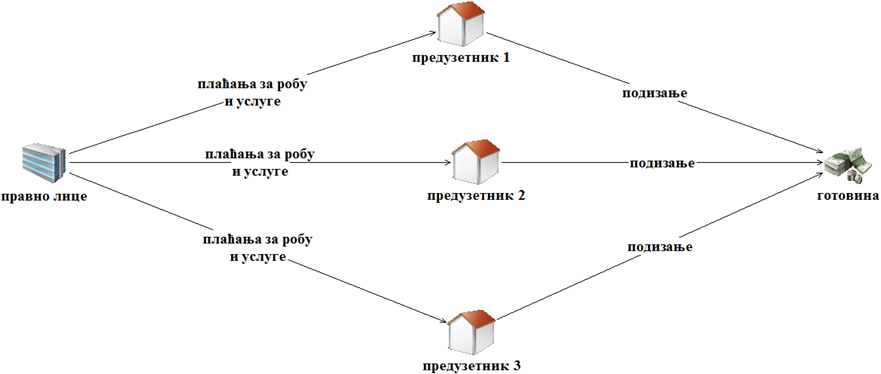 предузетник 1
плаћања за робу
и услуге
подизање
плаћања за робу
и услуге
подизање
правно лице
предузетник 2
готовина
плаћања за робу
и услуге
подизање
предузетник 3